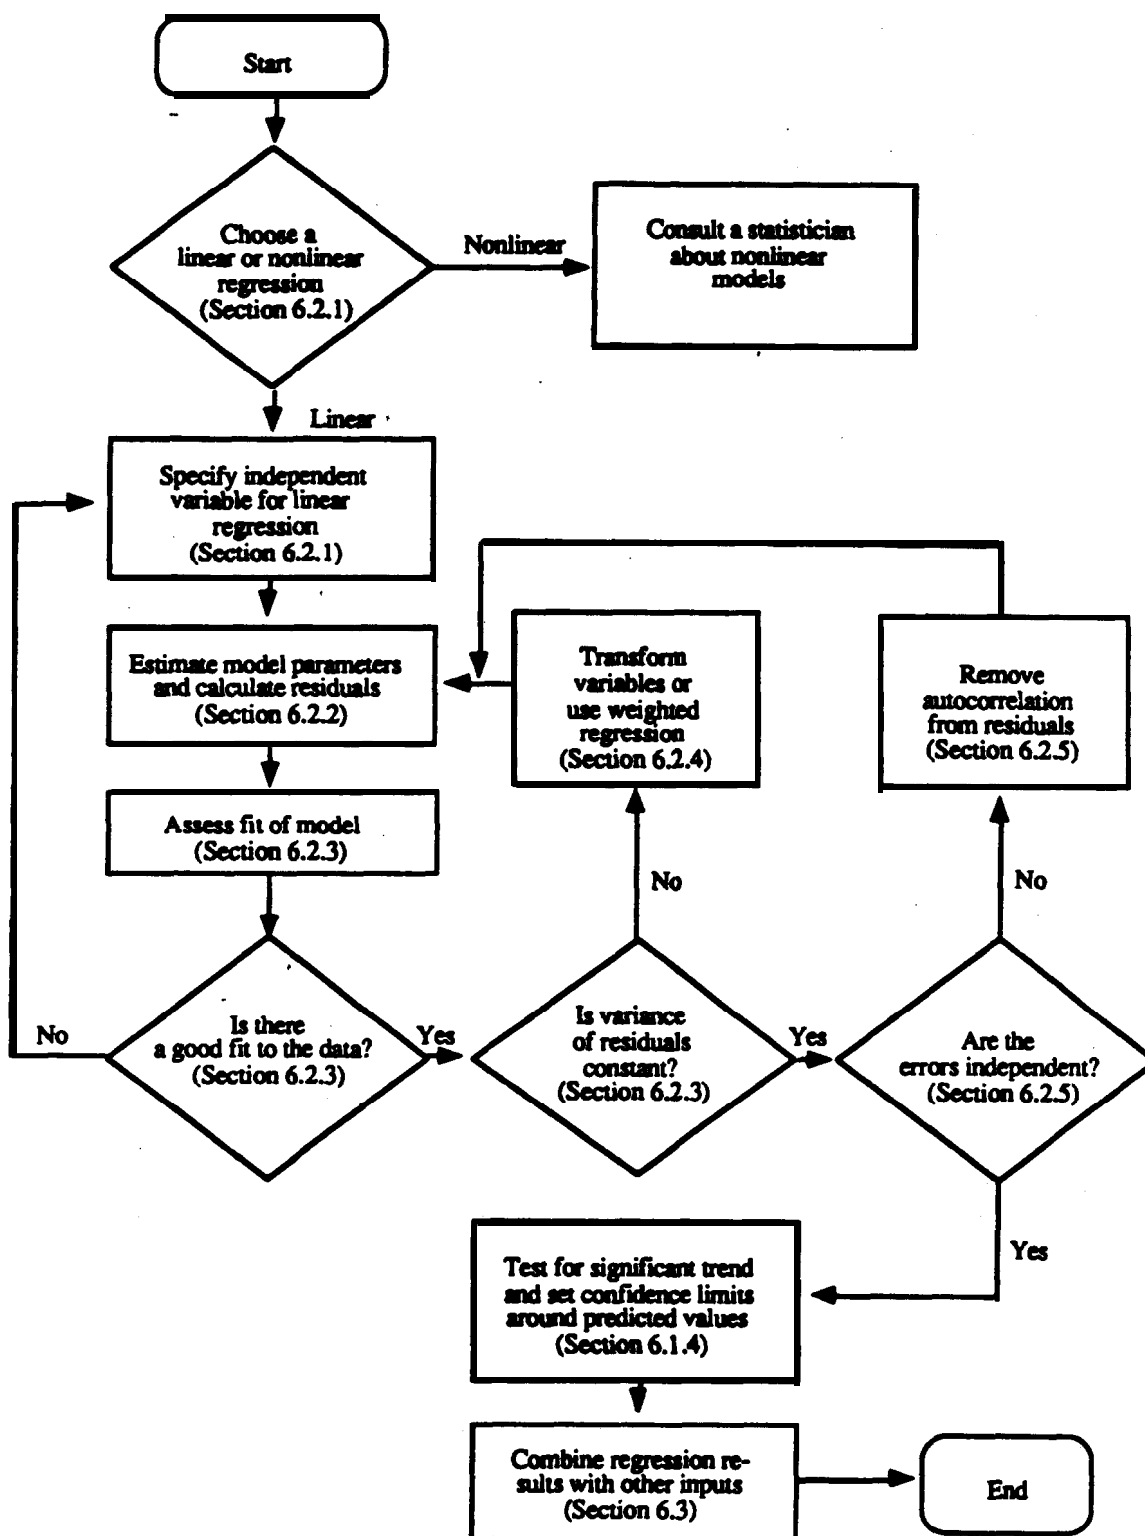 Start
Choose a
linear or nonlinear
regression
(Section 6.2.1)
Nonlinear
Consult a statistician
about nonlinear
models
Linear
Specify independent
variable for linear
regression
(Section 6.2.1)
Estimate model parameters
and calculate residuals
(Section 6.2.2)
Transform
variables or
use weighted
regression
(Section 6.2.4)
Remove
autocorrelation
from residuals
(Section 6.2.5)
Assess fit of model
(Section 6.2.3)
No
No
No
Is there
a good fit to the data?
(Section 6.2.3)
Yes
Is variance
of residuals
constant?
(Section 6.2.3)
Yes
Are the
errors independent?
(Section 6.2.5)
Yes
Test for significant trend
and set confidence limits
around predicted values
(Section 6.1.4)
Combine regression re-
sults with other inputs
(Section 6.3)
End